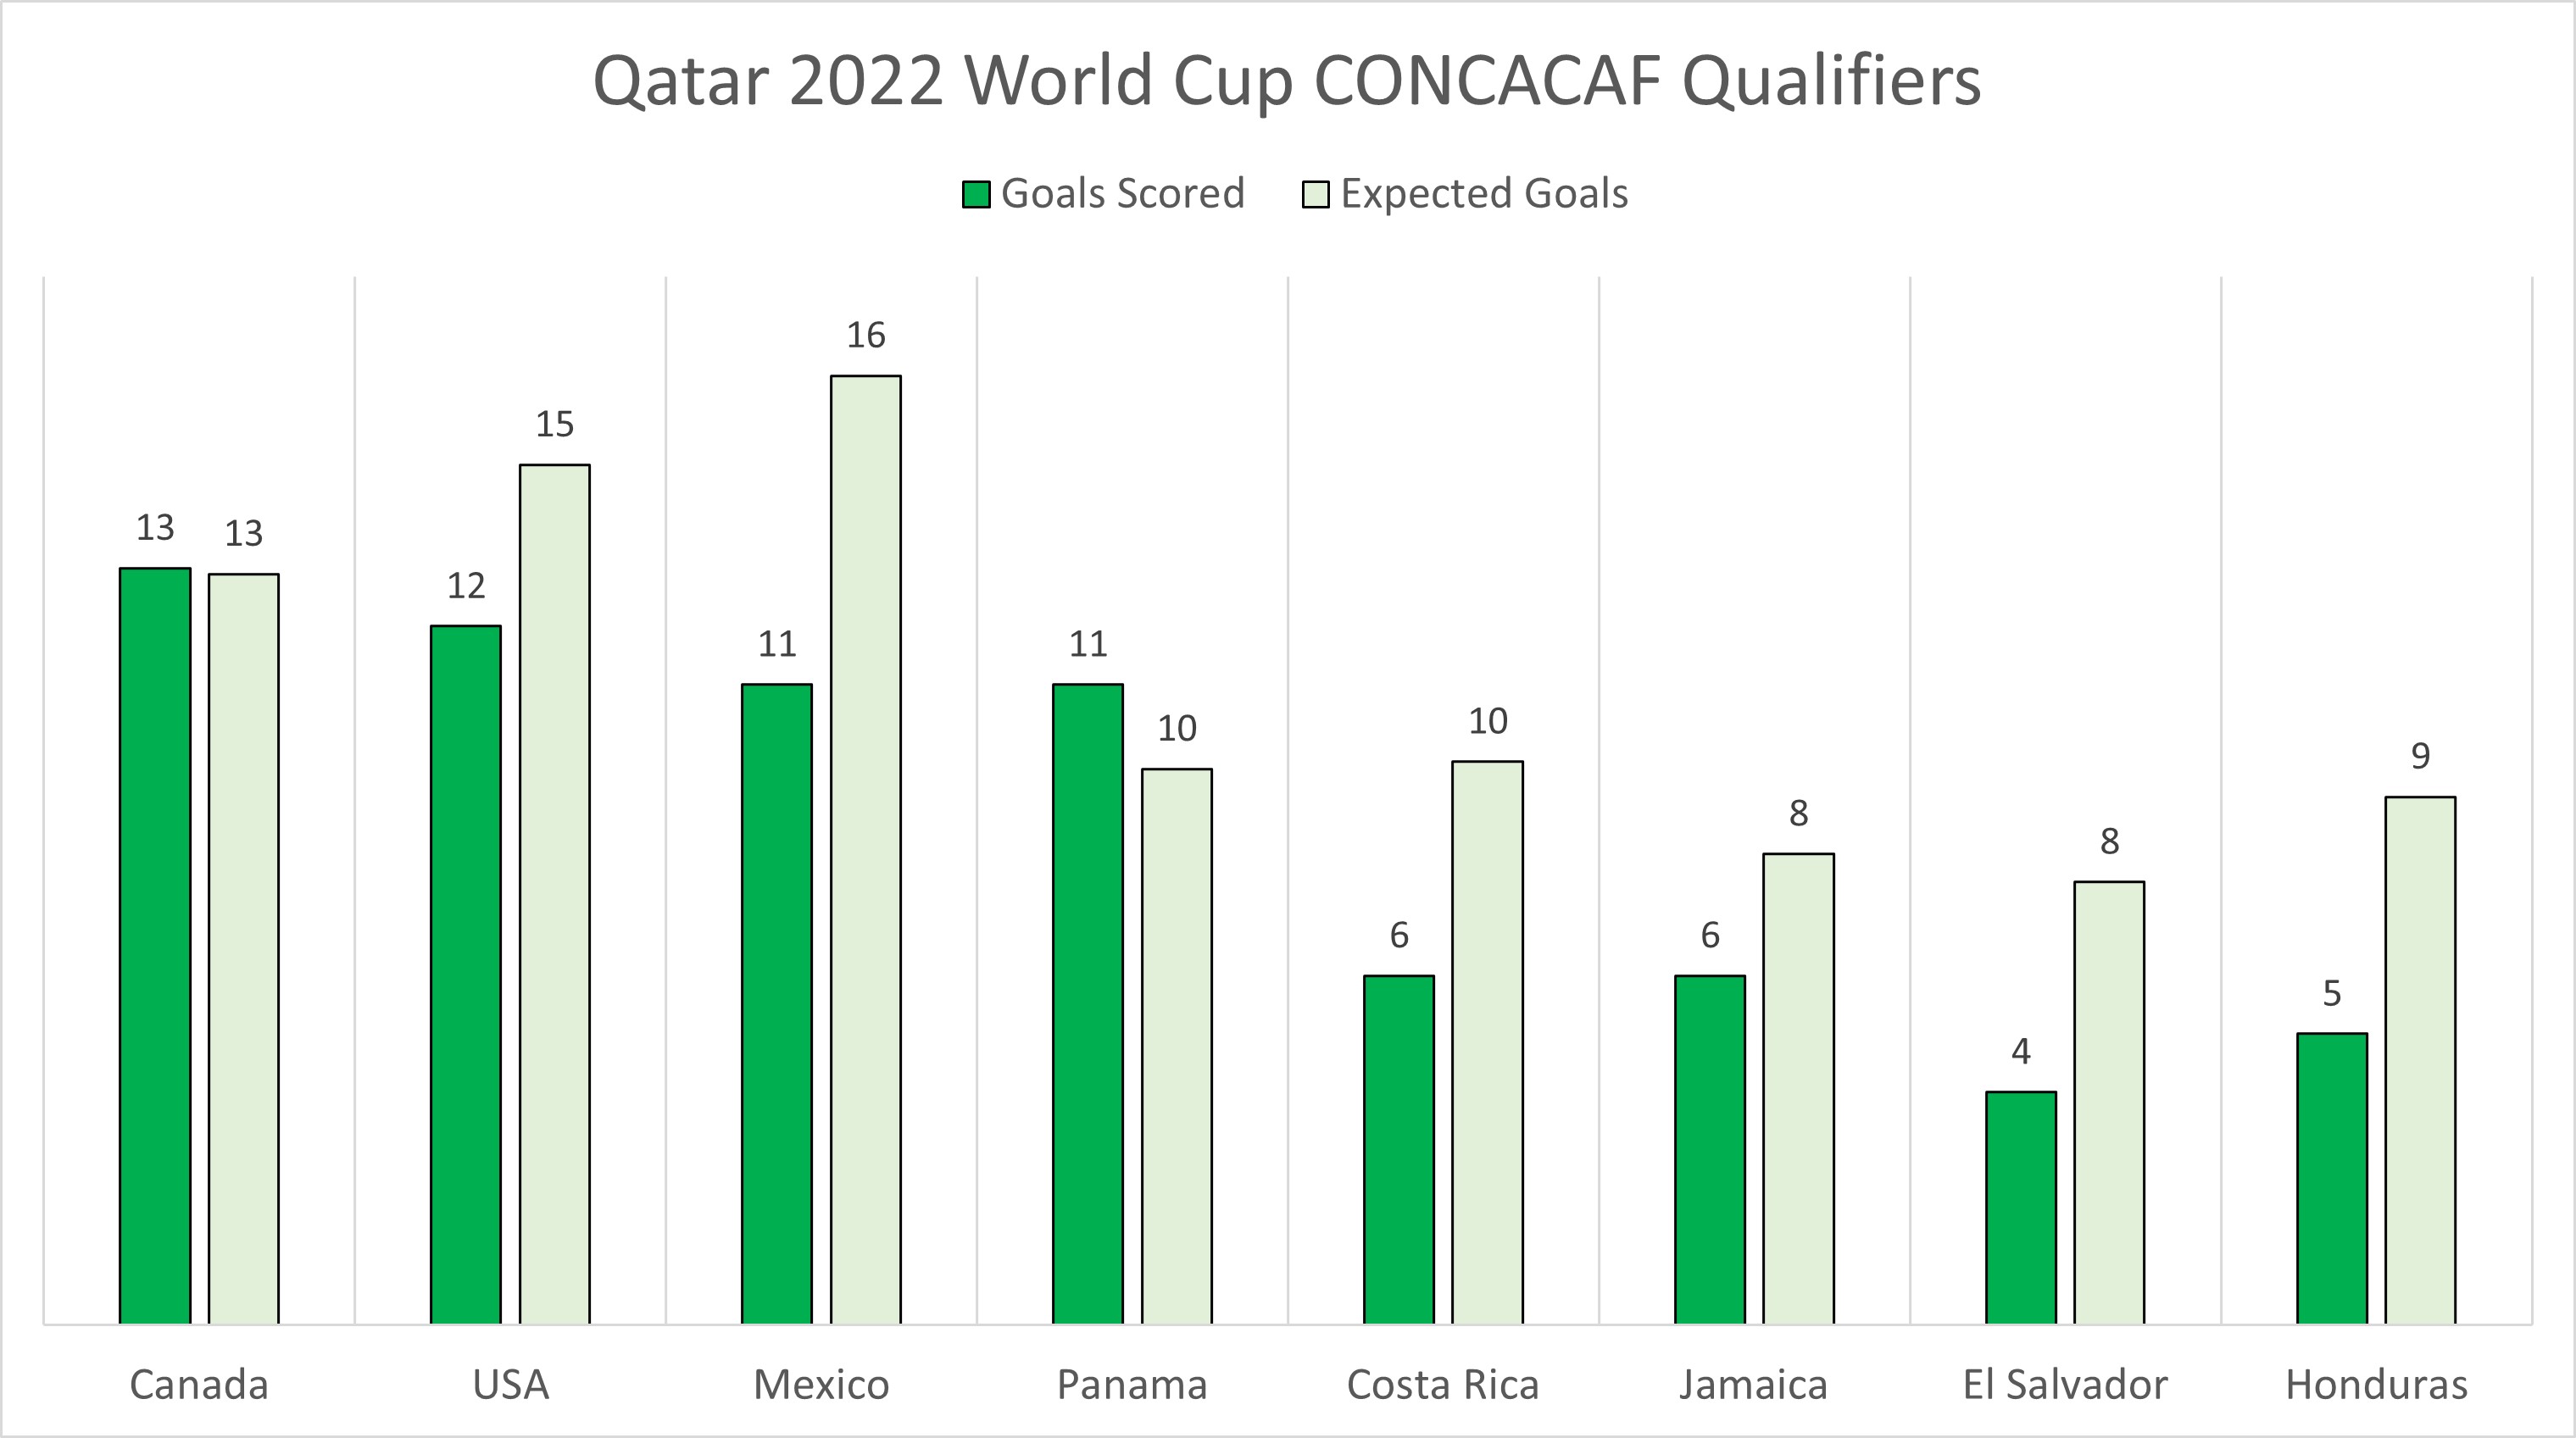 Qatar 2022 World Cup CONCACAF Qualifiers
Goals Scored Expected Goals
13 13 12 15 11 16 11 10 6 10 6 8 4 8 5 9
Canada USA Mexico Panama Costa Rica Jamaica El Salvador Honduras